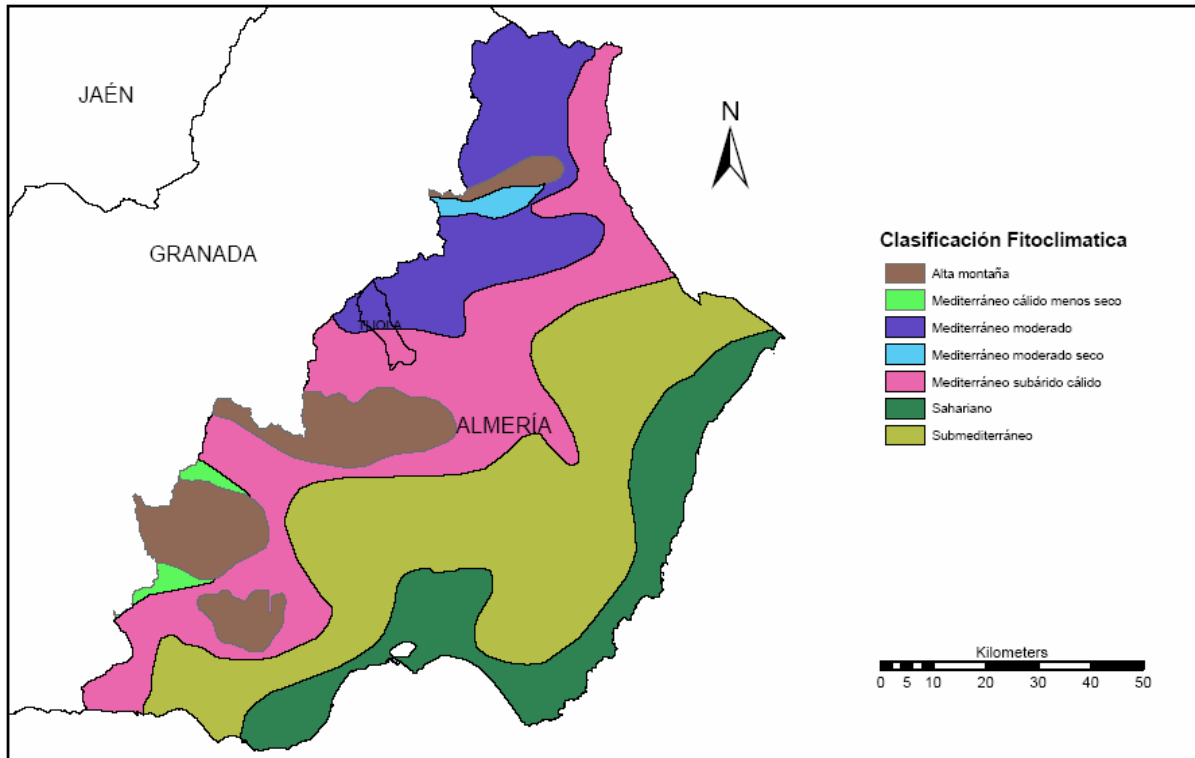 JAÉN
N
GRANADA
TIJOLA
ALMERÍA
Clasificación Fitoclimatica
Alta montaña
Mediterráneo cálido menos seco
Mediterráneo moderado
Mediterráneo moderado seco
Mediterráneo subárido cálido
Sahariano
Submediterráneo
Kilometers
0 5 10 20 30 40 50